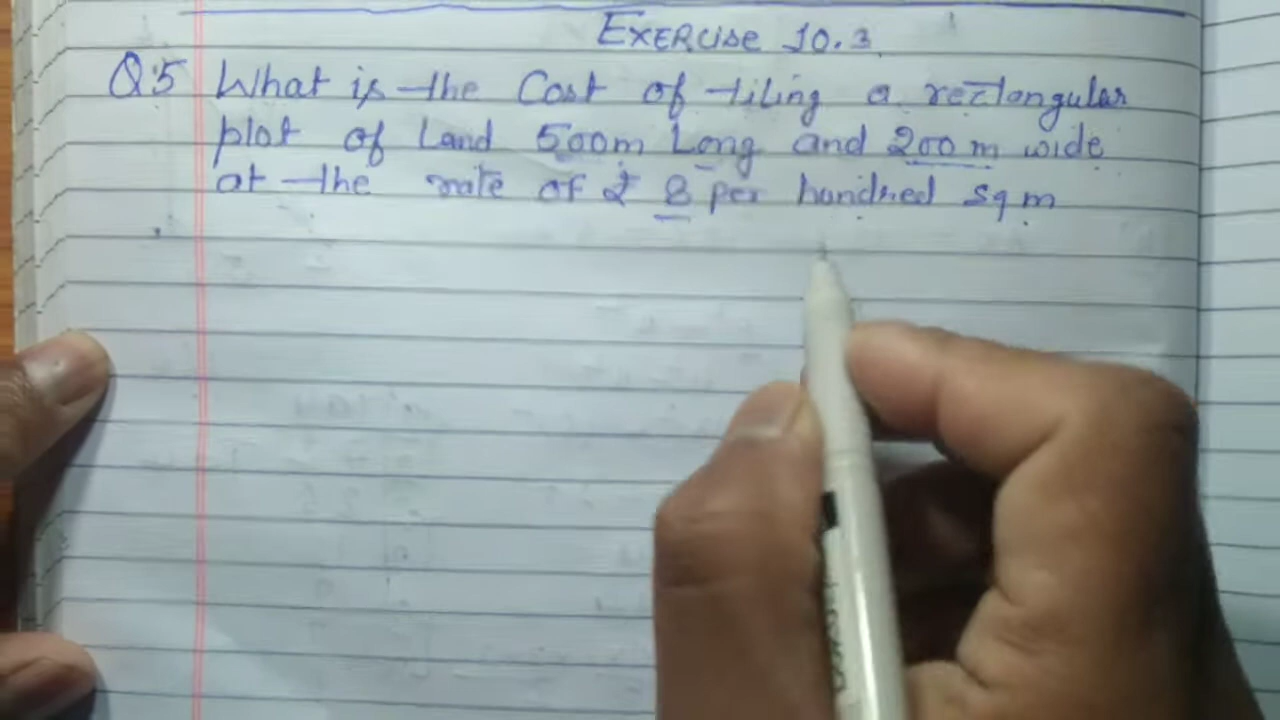 Exercise 10.3
Q.5 What is the Cost of tiling a rectangular
plot of Land 500m Long and 200 m wide
at the rate of ₹ 8 per hundred sq m